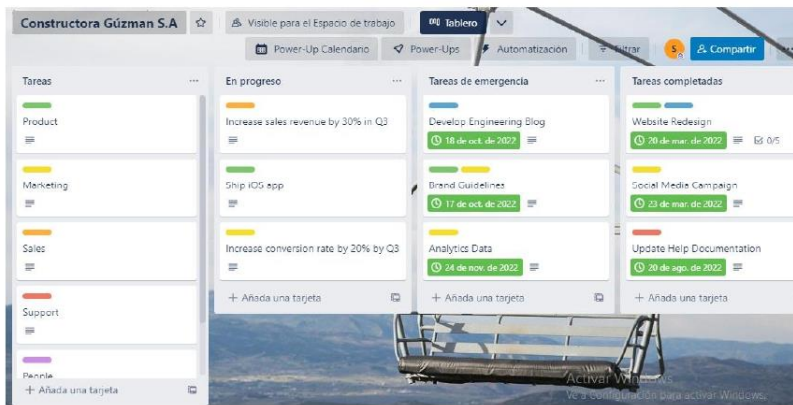 Constructora Gúzman S.A
Visible para el Espacio de trabajo
Tablero
Power-Up Calendario
Power-Ups
Automatización
Filtrar
S
Compartir
Tareas
Product
Marketing
Sales
Support
People
+ Añada una tarjeta
En progreso
Increase sales revenue by 30% in Q3
Ship iOS app
Increase conversion rate by 20% by Q3
+ Añada una tarjeta
Tareas de emergencia
Develop Engineering Blog
18 de oct. de 2022
Brand Guidelines
17 de oct. de 2022
Analytics Data
24 de nov. de 2022
+ Añada una tarjeta
Tareas completadas
Website Redesign
20 de mar. de 2022
0/5
Social Media Campaign
23 de mar. de 2022
Update Help Documentation
20 de ago. de 2022
+ Añada una tarjeta
Activar Windows
Ve a Configuración para activar Windows.